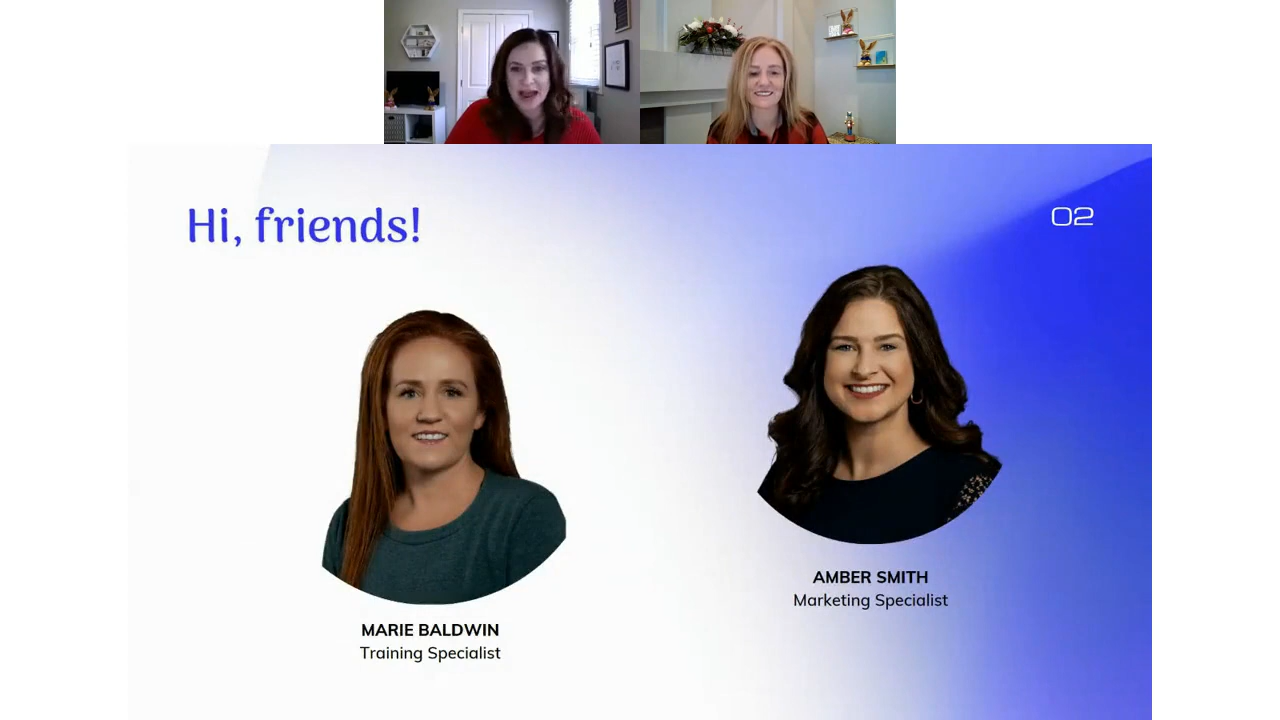 Hi, friends!
02
MARIE BALDWIN
Training Specialist
AMBER SMITH
Marketing Specialist